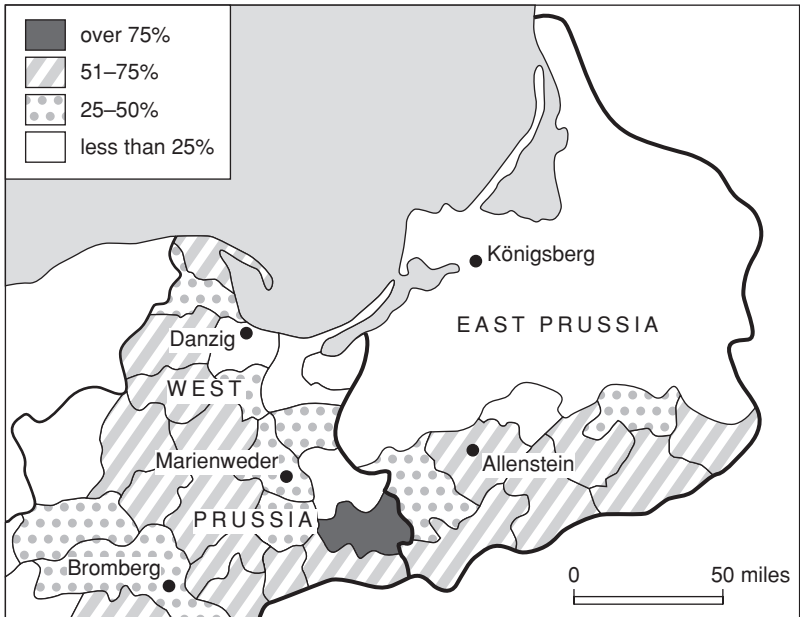 over 75%
51–75%
25–50%
less than 25%
Königsberg
EAST PRUSSIA
Danzig
WEST
Marienweder
Allenstein
PRUSSIA
Bromberg
0 50 miles